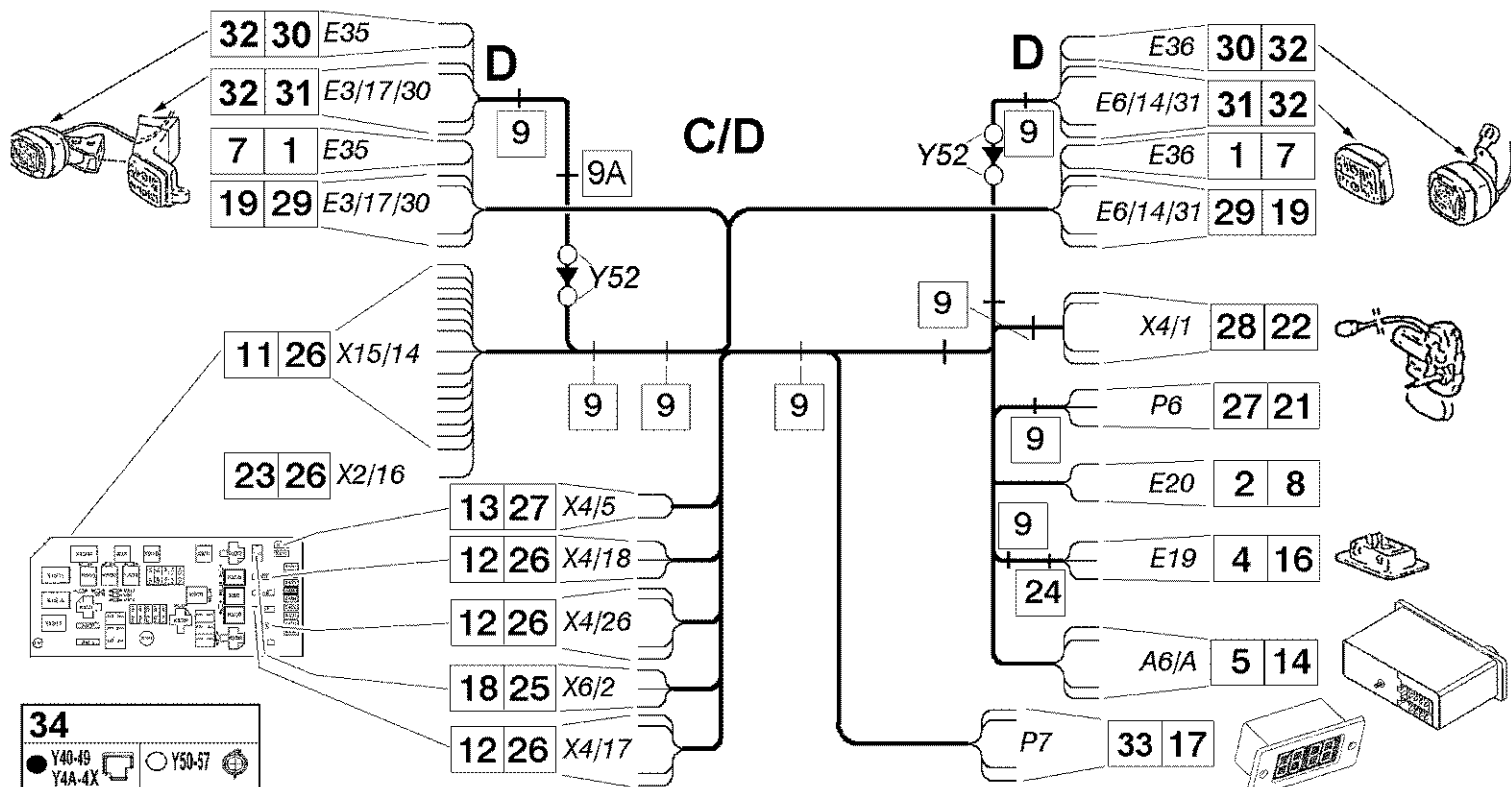 32 30 E35
D
D
E36 30 32
32 31 E3/17/30
E6/14/31 31 32
9
C/D
Y52
9
7 1 E35
E36 1 7
9A
19 29 E3/17/30
E6/14/31 29 19
Y52
9
X4/1 28 22
11 26 X15/14
9
9
9
P6 27 21
9
23 26 X2/16
E20 2 8
13 27 X4/5
9
12 26 X4/18
E19 4 16
24
12 26 X4/26
A6/A 5 14
18 25 X6/2
34
12 26 X4/17
P7 33 17
Y40-49
Y4A-4X
Y50-57